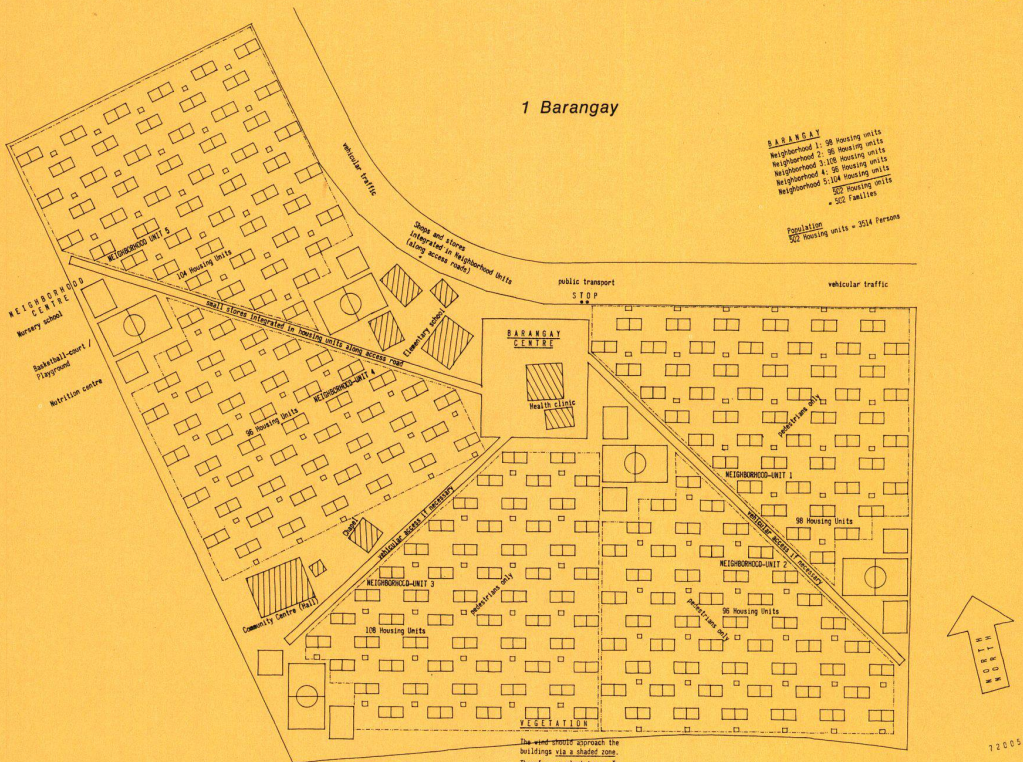 1 Barangay
BARANGAY
Neighborhood 1: 98 Housing units
Neighborhood 2: 96 Housing units
Neighborhood 3:108 Housing units
Neighborhood 4: 96 Housing units
Neighborhood 5:104 Housing units
502 Housing units
= 502 Families
Population
502 Housing units = 3514 Persons
vehicular traffic
Shops and stores
integrated in Neighborhood Units
(along access roads)
public transport
STOP
vehicular traffic
NEIGHBORHOOD UNIT 5
104 Housing Units
NEIGHBORHOOD
CENTRE
Nursery school
Basketball-court /
Playground
Nutrition centre
small stores integrated in housing units along access road
Elementary school
BARANGAY
CENTRE
Health clinic
NEIGHBORHOOD-UNIT 4
96 Housing Units
pedestrians only
NEIGHBORHOOD-UNIT 1
98 Housing Units
vehicular access if necessary
Chapel
vehicular access if necessary
NEIGHBORHOOD-UNIT 2
96 Housing Units
pedestrians only
NEIGHBORHOOD-UNIT 3
pedestrians only
108 Housing Units
Community Centre (Hall)
NORTH
NORTH
VEGETATION
The wind should approach the
buildings via a shaded zone.
72005